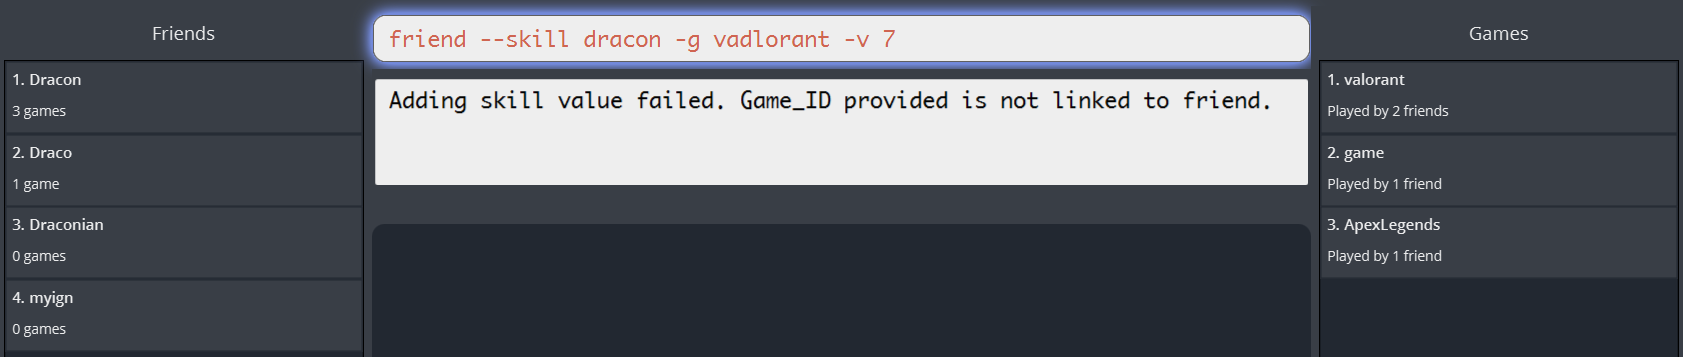 Friends
1. Dracon
3 games
2. Draco
1 game
3. Draconian
0 games
4. myign
0 games
friend --skill dracon -g vadlorant -v 7
Adding skill value failed. Game_ID provided is not linked to friend.
Games
1. valorant
Played by 2 friends
2. game
Played by 1 friend
3. ApexLegends
Played by 1 friend